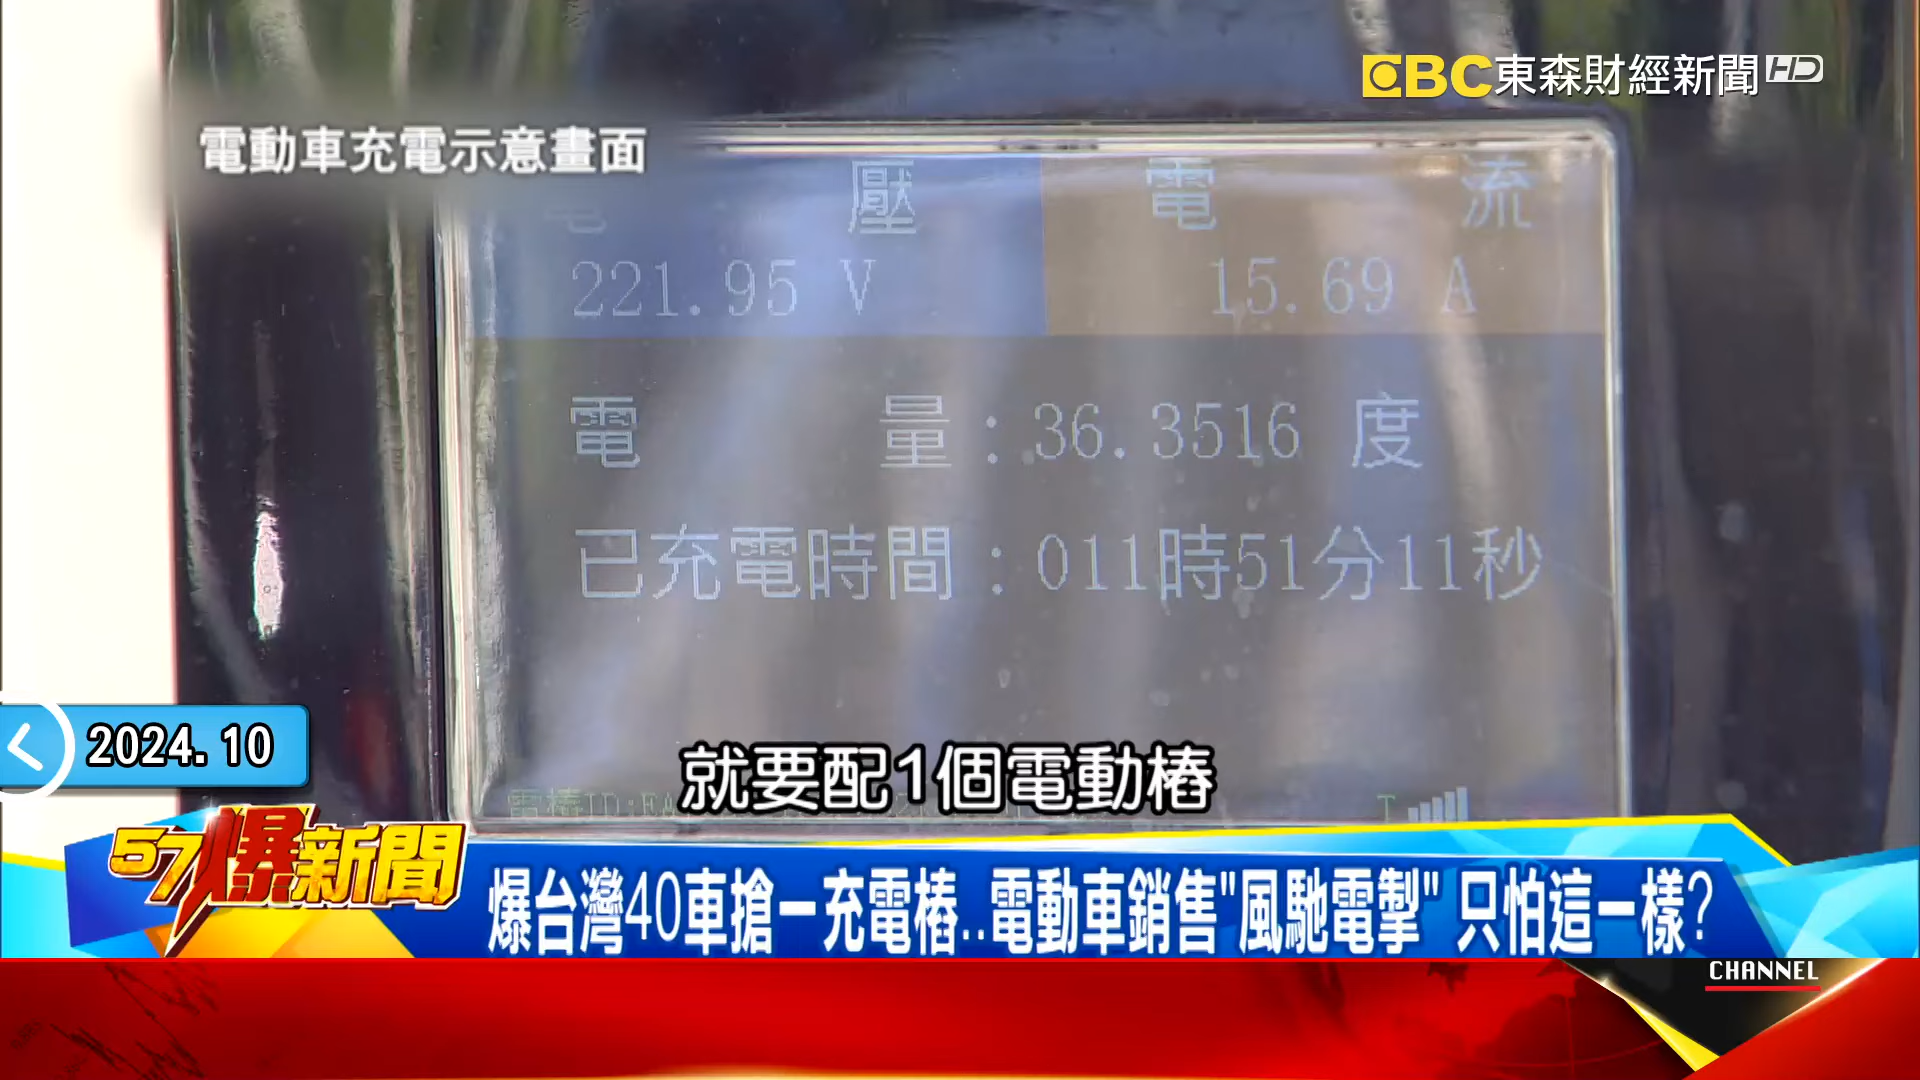 EBC東森財經新聞HD
電動車充電示意畫面
電 壓 電 流
221.95 V 15.69 A
電 量：36.3516 度
已充電時間：011時51分11秒
2024.10
就要配1個電動樁
57爆新聞
爆台灣40車搶一充電樁..電動車銷售"風馳電掣" 只怕這一樣?
CHANNEL